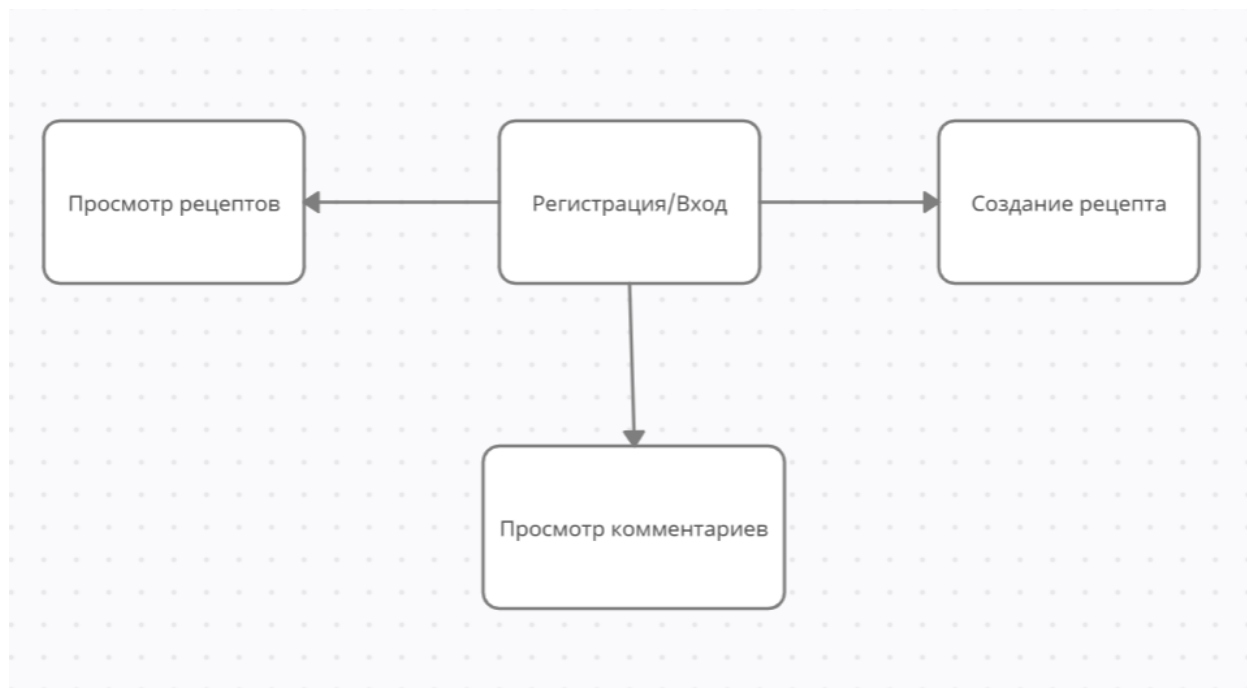 Просмотр рецептов
Регистрация/Вход
Создание рецепта
Просмотр комментариев